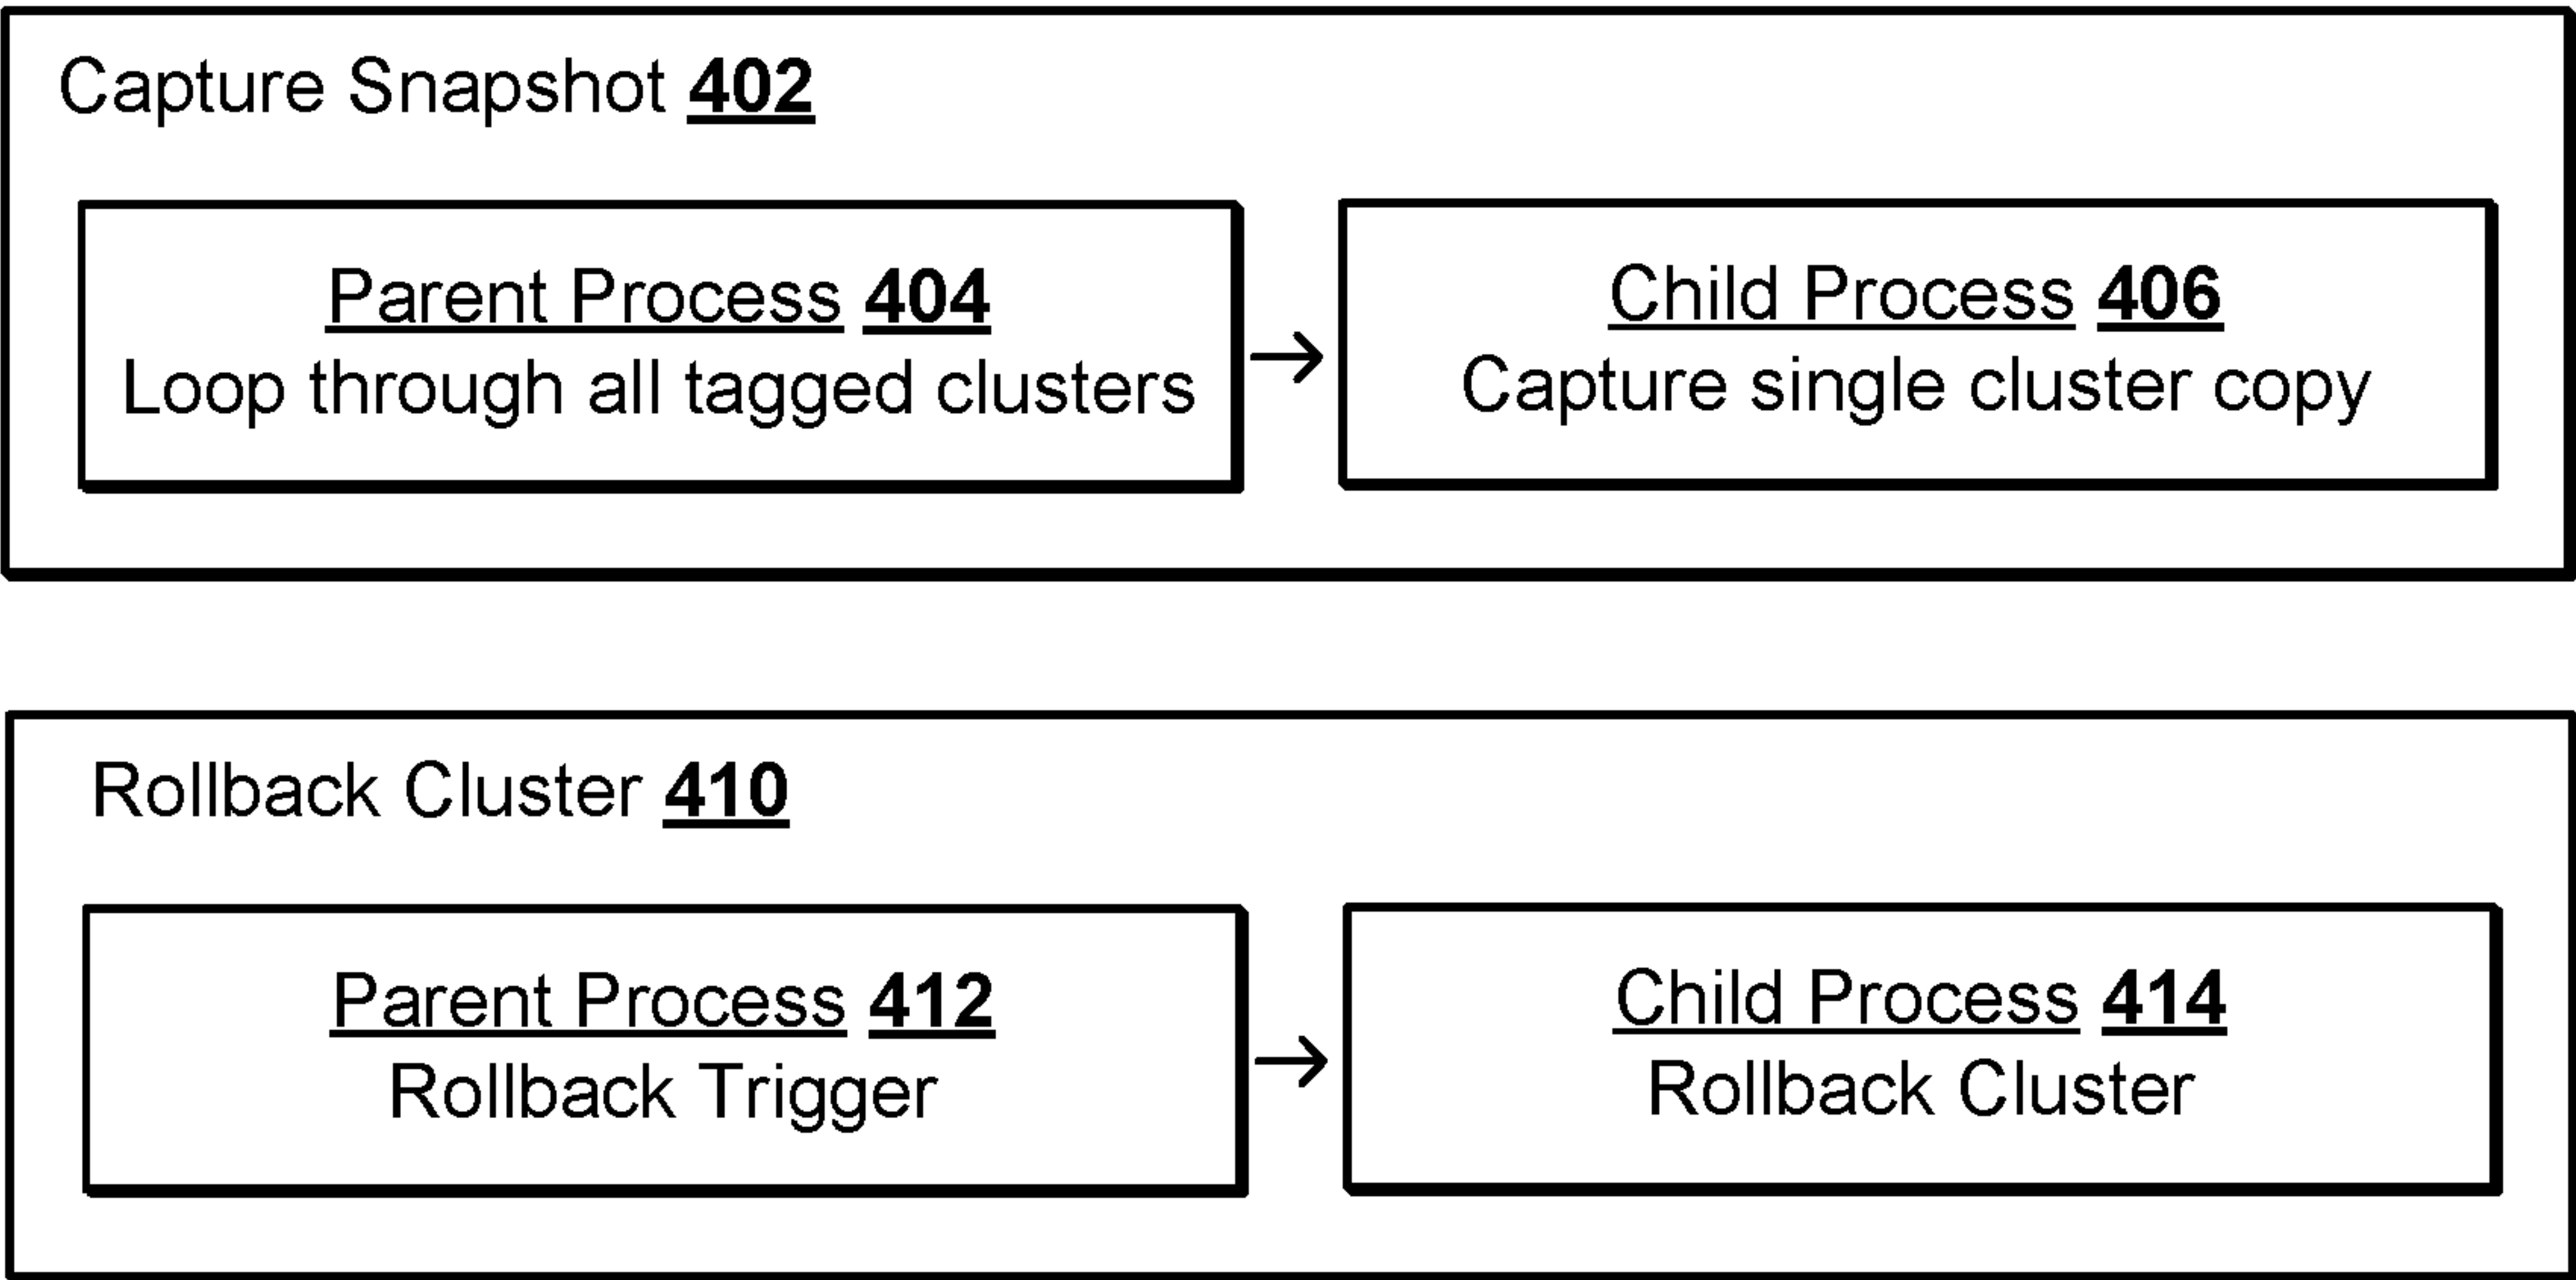 Capture Snapshot 402
Parent Process 404
Loop through all tagged clusters
Child Process 406
Capture single cluster copy
Rollback Cluster 410
Parent Process 412
Rollback Trigger
Child Process 414
Rollback Cluster